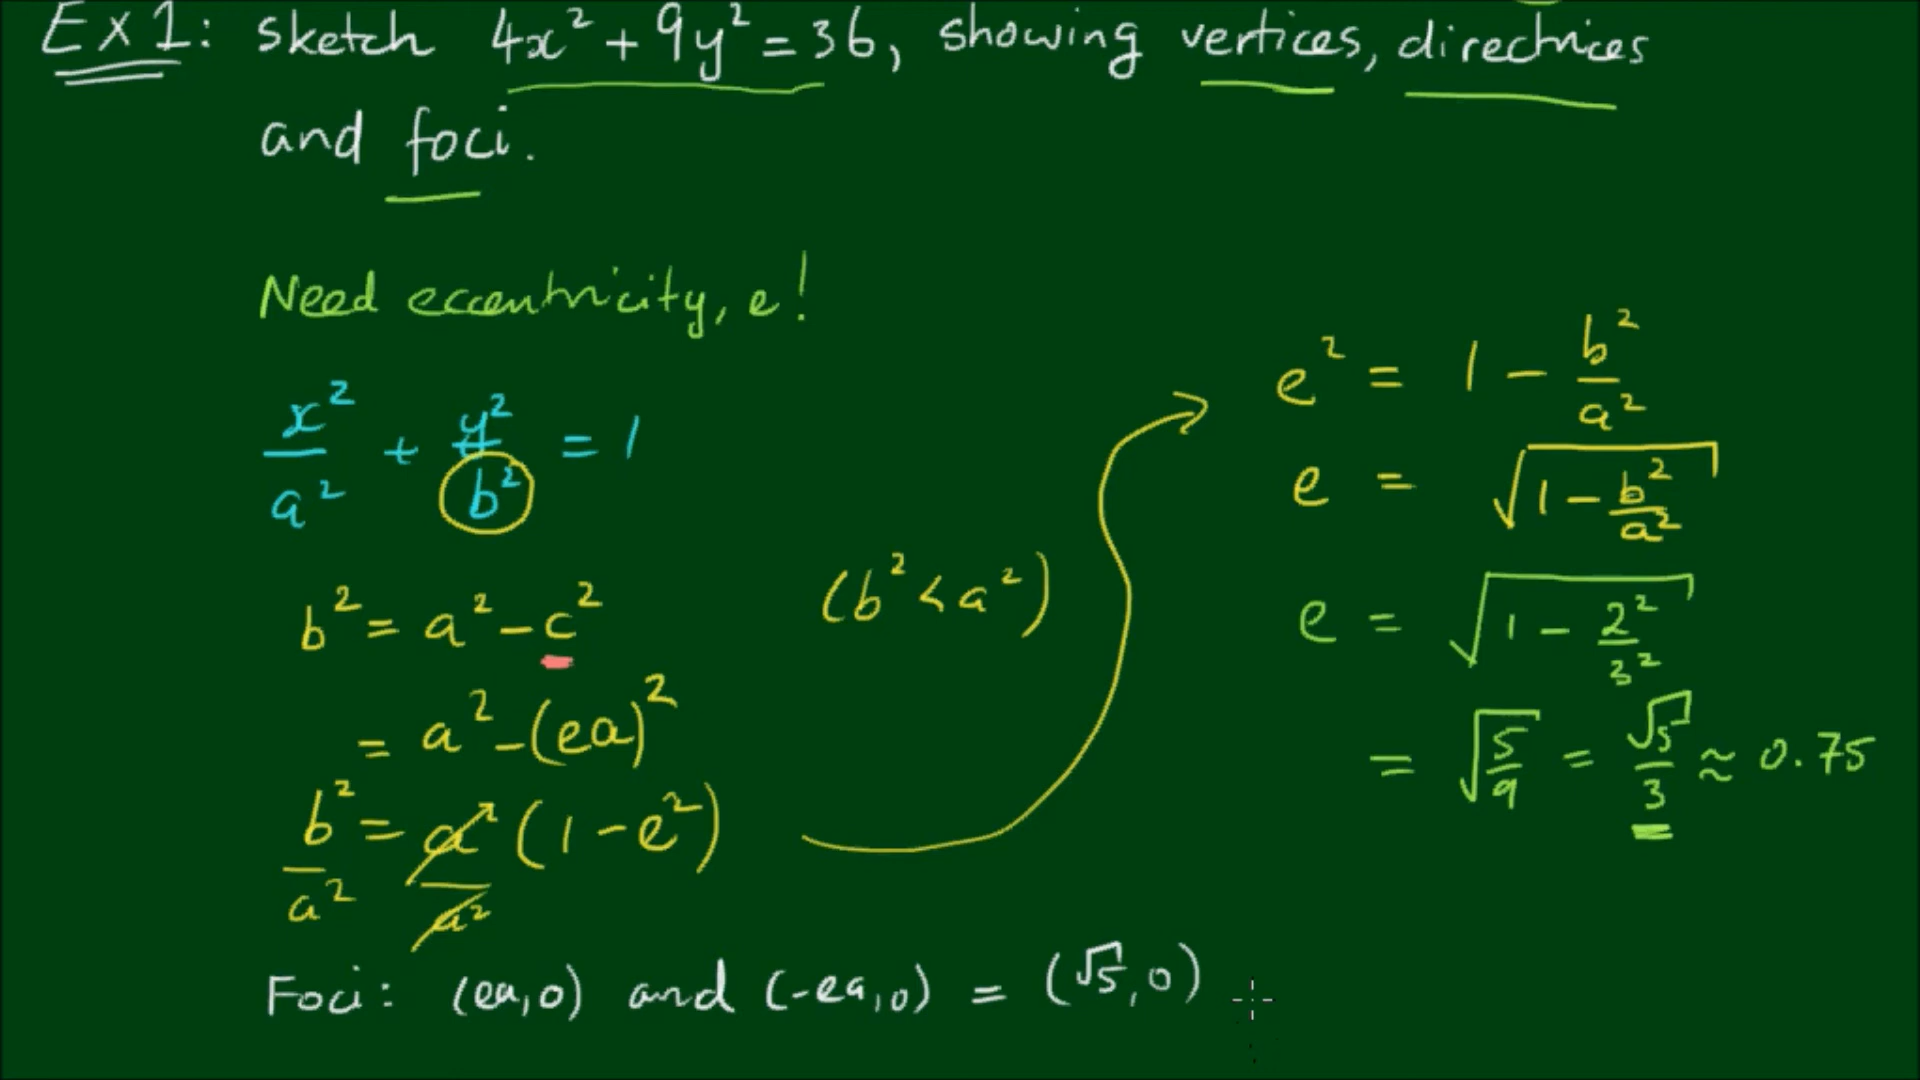 Ex 1: sketch 4x² + 9y² = 36, showing vertices, directrices
and foci.
Need eccentricity, e!
x²/a² + y²/b² = 1
b² = a² - c²
(b² < a²)
= a² - (ea)²
b²/a² = a²/a² (1 - e²)
e² = 1 - b²/a²
e = √(1 - b²/a²)
e = √(1 - 2²/3²)
= √(5/9) = √5/3 ≈ 0.75
Foci: (ea, 0) and (-ea, 0) = (√5, 0)